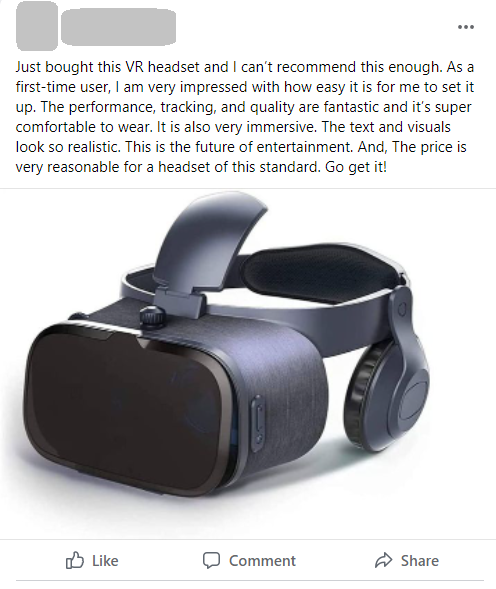 Just bought this VR headset and I can’t recommend this enough. As a
first-time user, I am very impressed with how easy it is for me to set it
up. The performance, tracking, and quality are fantastic and it’s super
comfortable to wear. It is also very immersive. The text and visuals
look so realistic. This is the future of entertainment. And, The price is
very reasonable for a headset of this standard. Go get it!
Like Comment Share